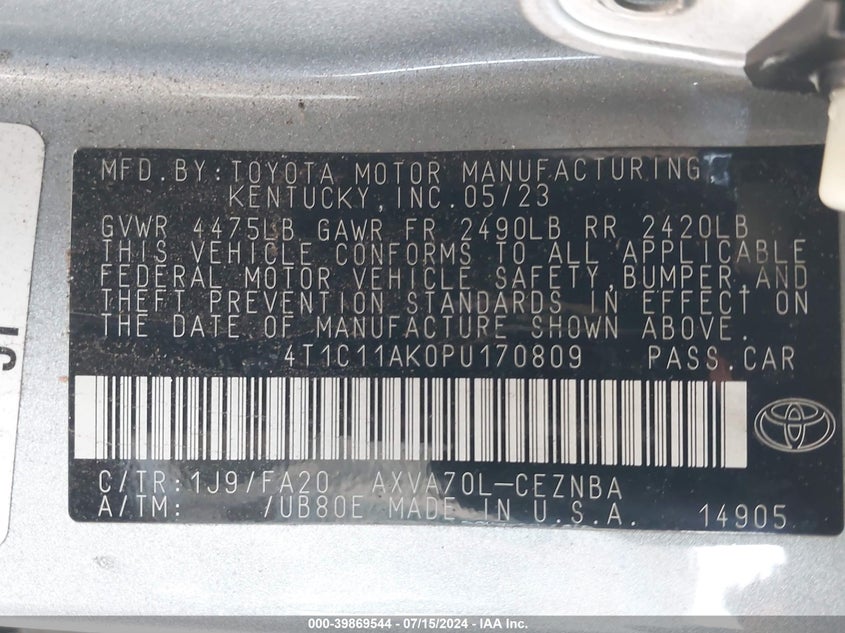 MFD. BY: TOYOTA MOTOR MANUFACTURING
KENTUCKY, INC. 05/23
GVWR 4475LB GAWR FR 2490LB RR 2420LB
THIS VEHICLE CONFORMS TO ALL APPLICABLE
FEDERAL MOTOR VEHICLE SAFETY, BUMPER, AND
THEFT PREVENTION STANDARDS IN EFFECT ON
THE DATE OF MANUFACTURE SHOWN ABOVE.
4T1C11AK0PU170809 PASS.CAR
C/TR: 1J9/FA20 AXVA70L-CEZNBA
A/TM: /UB80E MADE IN U.S.A. 14905
000-39869544 / 07/15/2024 - IAA Inc.